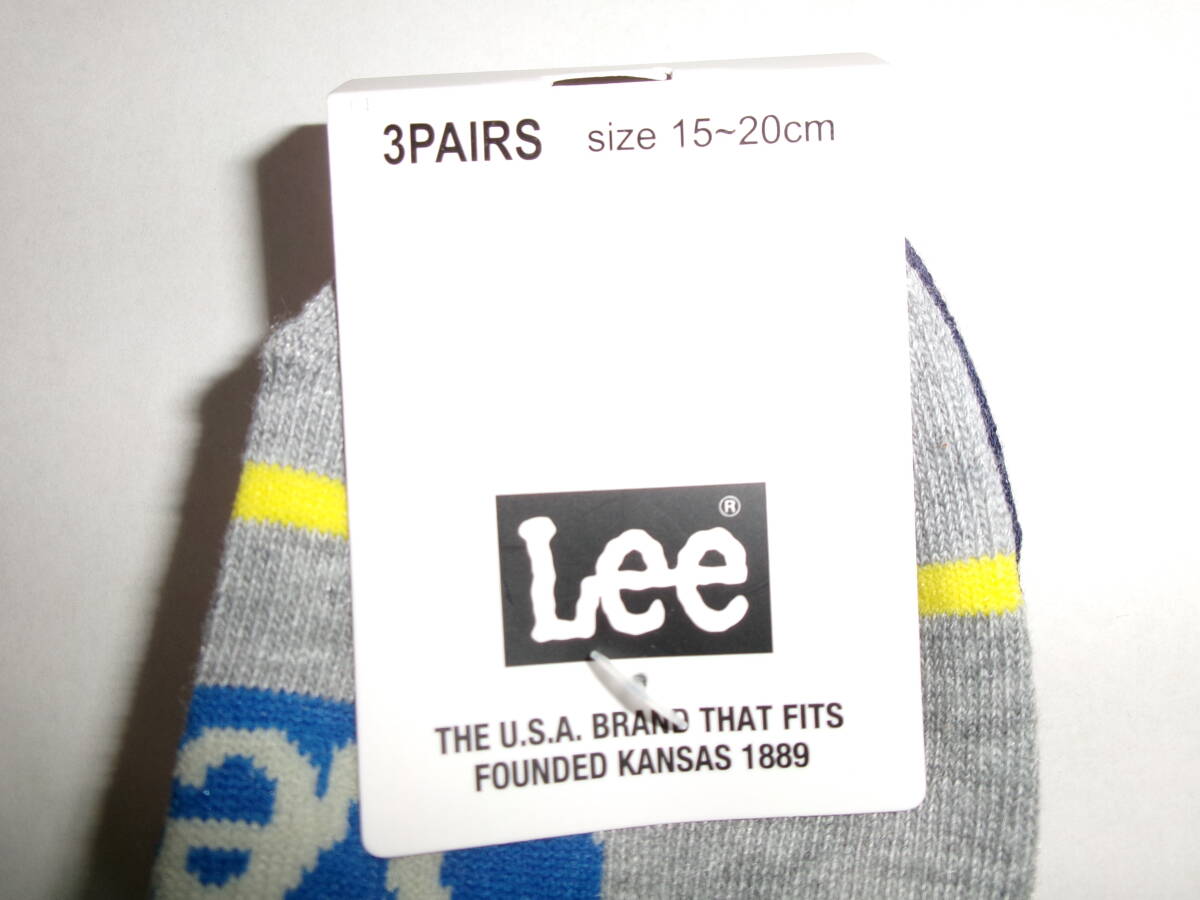 3PAIRS size 15~20cm
Lee®
THE U.S.A. BRAND THAT FITS
FOUNDED KANSAS 1889